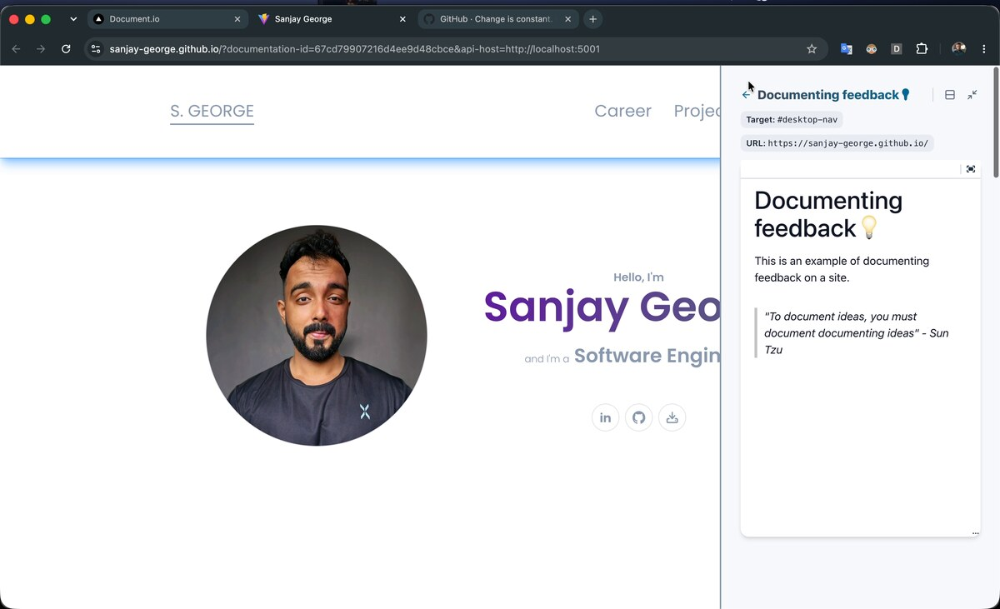 Document.io
Sanjay George
GitHub · Change is constant.
sanjay-george.github.io/?documentation-id=67cd79907216d4ee9d48cbce&api-host=http://localhost:5001
D
S. GEORGE
Career
Projec
Hello, I'm
Sanjay Geo
and I'm a Software Engin
in
Documenting feedback
Target: #desktop-nav
URL: https://sanjay-george.github.io/
Documenting
feedback💡
This is an example of documenting
feedback on a site.
"To document ideas, you must
document documenting ideas" - Sun
Tzu